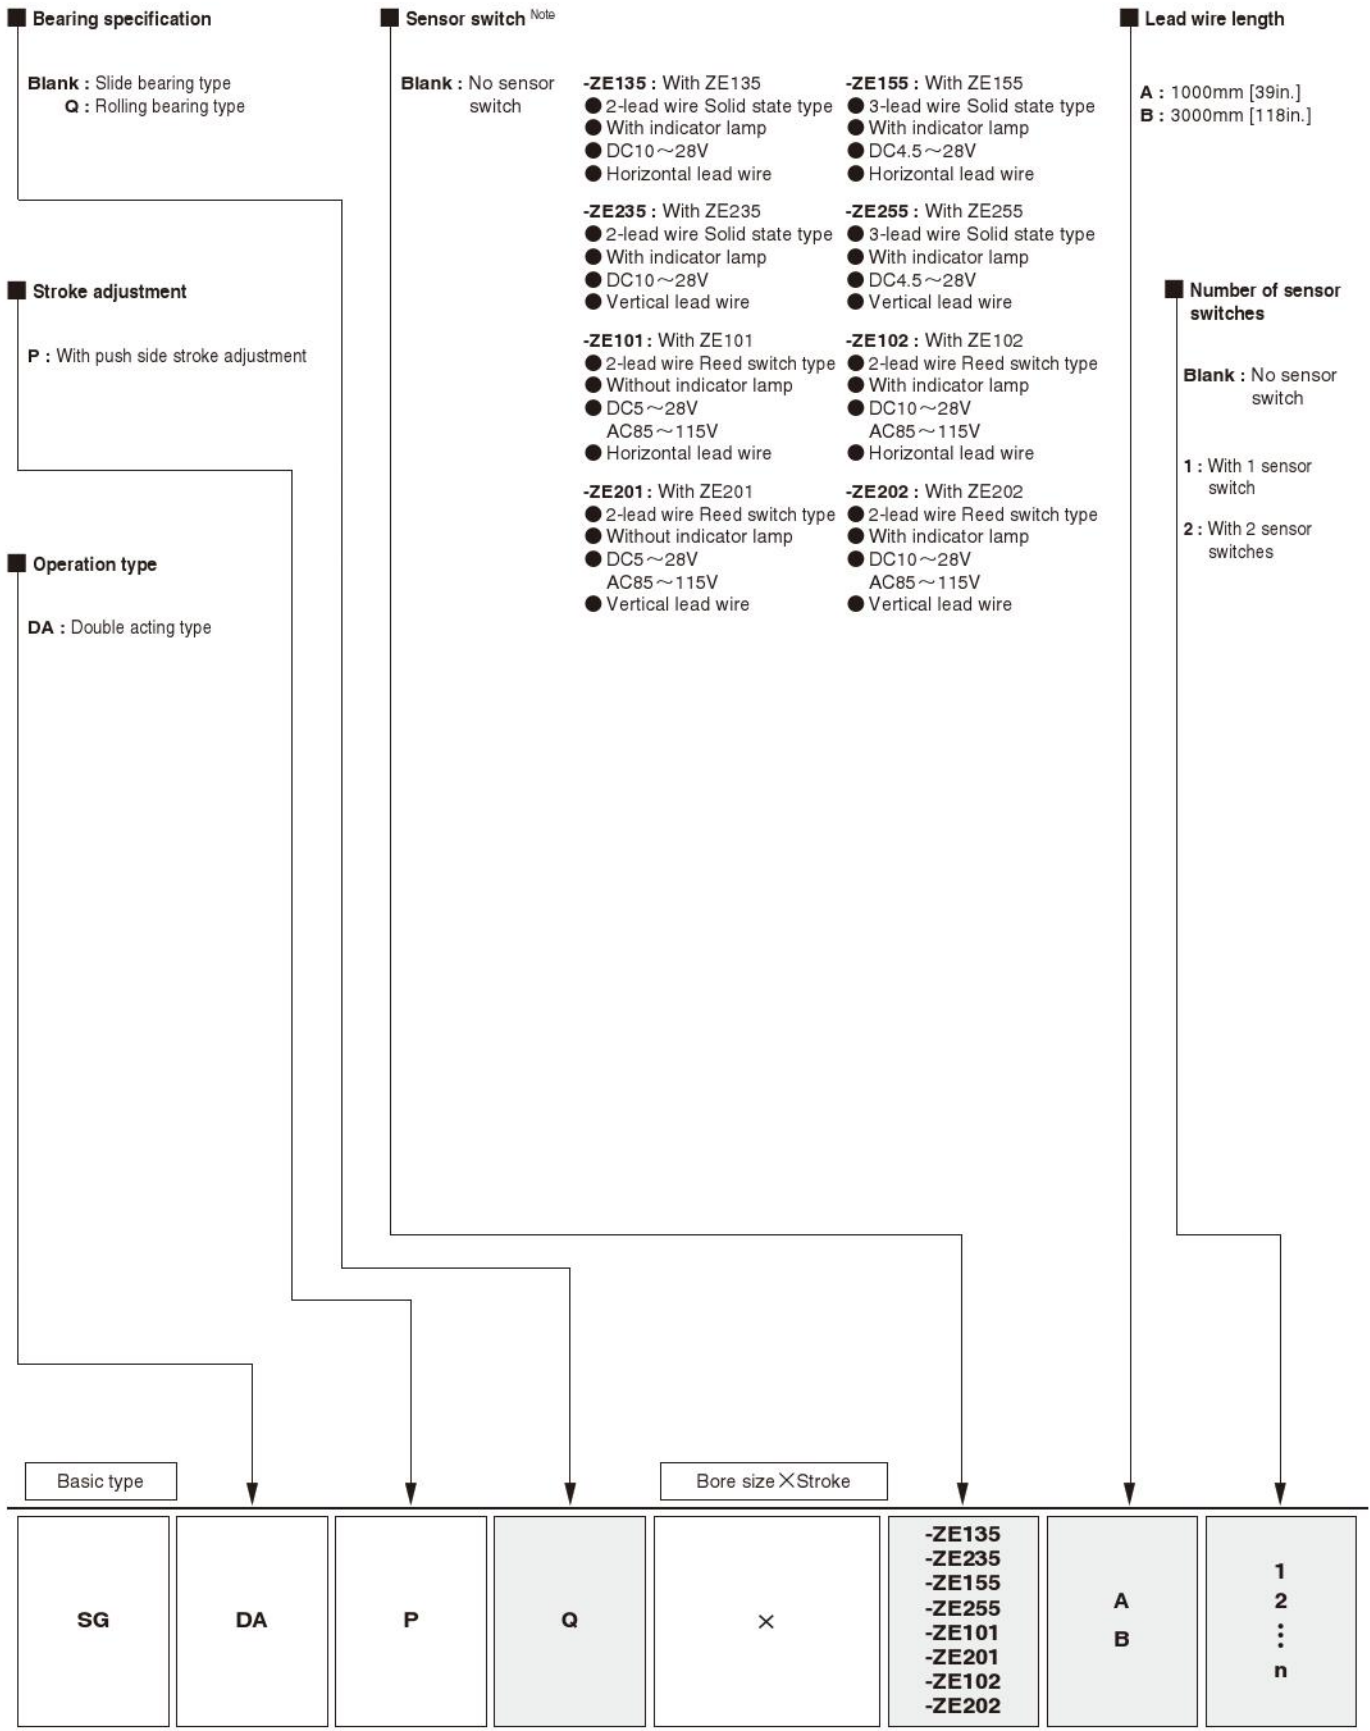 ■ Bearing specification
Blank : Slide bearing type
Q : Rolling bearing type
■ Stroke adjustment
P : With push side stroke adjustment
■ Operation type
DA : Double acting type
■ Sensor switch Note
Blank : No sensor
switch
-ZE135 : With ZE135
● 2-lead wire Solid state type
● With indicator lamp
● DC10～28V
● Horizontal lead wire
-ZE235 : With ZE235
● 2-lead wire Solid state type
● With indicator lamp
● DC10～28V
● Vertical lead wire
-ZE101 : With ZE101
● 2-lead wire Reed switch type
● Without indicator lamp
● DC5～28V
AC85～115V
● Horizontal lead wire
-ZE201 : With ZE201
● 2-lead wire Reed switch type
● Without indicator lamp
● DC5～28V
AC85～115V
● Vertical lead wire
-ZE155 : With ZE155
● 3-lead wire Solid state type
● With indicator lamp
● DC4.5～28V
● Horizontal lead wire
-ZE255 : With ZE255
● 3-lead wire Solid state type
● With indicator lamp
● DC4.5～28V
● Vertical lead wire
-ZE102 : With ZE102
● 2-lead wire Reed switch type
● With indicator lamp
● DC10～28V
AC85～115V
● Horizontal lead wire
-ZE202 : With ZE202
● 2-lead wire Reed switch type
● With indicator lamp
● DC10～28V
AC85～115V
● Vertical lead wire
■ Lead wire length
A : 1000mm [39in.]
B : 3000mm [118in.]
■ Number of sensor
switches
Blank : No sensor
switch
1 : With 1 sensor
switch
2 : With 2 sensor
switches
Basic type
Bore size×Stroke
SG
DA
P
Q
×
-ZE135
-ZE235
-ZE155
-ZE255
-ZE101
-ZE201
-ZE102
-ZE202
A
B
1
2
⋮
n